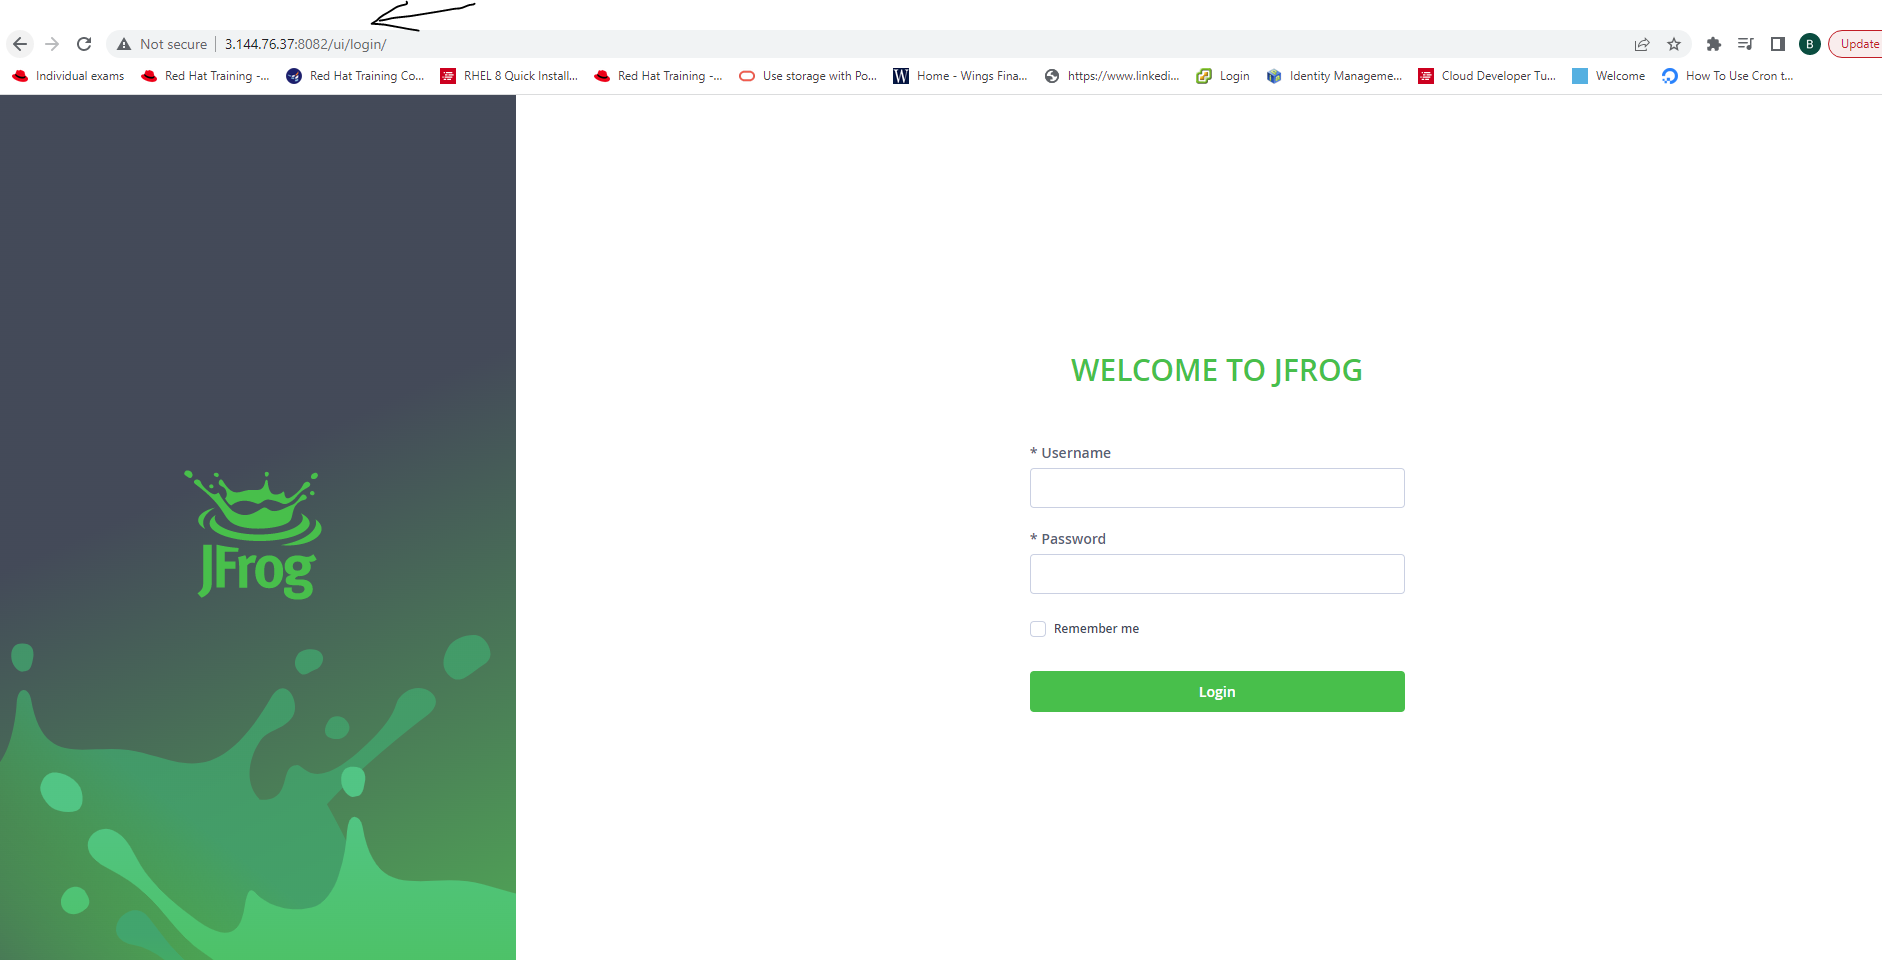 Not secure 3.144.76.37:8082/ui/login/ B Update
Individual exams Red Hat Training -... Red Hat Training Co... RHEL 8 Quick Install... Red Hat Training -... Use storage with Po... W Home - Wings Fina... https://www.linkedi... Login Identity Manageme... Cloud Developer Tu... Welcome How To Use Cron t...
WELCOME TO JFROG
* Username
JFrog
* Password
Remember me
Login